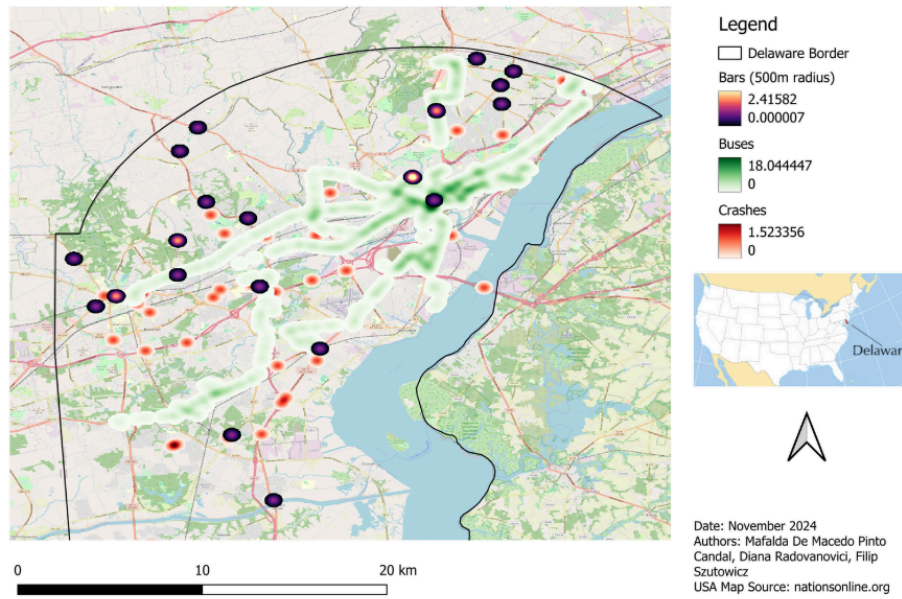 Legend
Delaware Border
Bars (500m radius)
2.41582
0.000007
Buses
18.044447
0
Crashes
1.523356
0
Delawar
Date: November 2024
Authors: Mafalda De Macedo Pinto
Candal, Diana Radovanovici, Filip
Szutowicz
USA Map Source: nationsonline.org
0
10
20 km